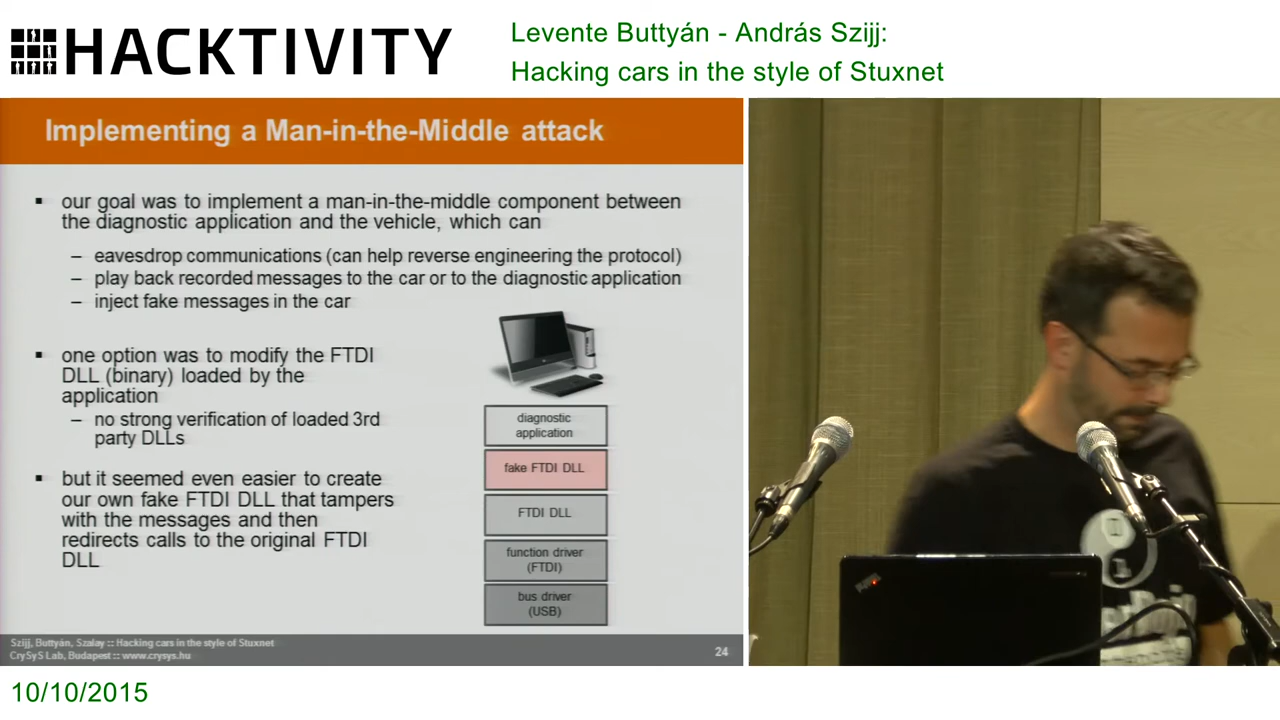 HACKTIVITY
Levente Buttyán - András Szijj:
Hacking cars in the style of Stuxnet
Implementing a Man-in-the-Middle attack
▪ our goal was to implement a man-in-the-middle component between
the diagnostic application and the vehicle, which can
– eavesdrop communications (can help reverse engineering the protocol)
– play back recorded messages to the car or to the diagnostic application
– inject fake messages in the car
▪ one option was to modify the FTDI
DLL (binary) loaded by the
application
– no strong verification of loaded 3rd
party DLLs
▪ but it seemed even easier to create
our own fake FTDI DLL that tampers
with the messages and then
redirects calls to the original FTDI
DLL
diagnostic
application
fake FTDI DLL
FTDI DLL
function driver
(FTDI)
bus driver
(USB)
Szijj, Buttyán, Szalay :: Hacking cars in the style of Stuxnet
CrySyS Lab, Budapest :: www.crysys.hu
24
10/10/2015